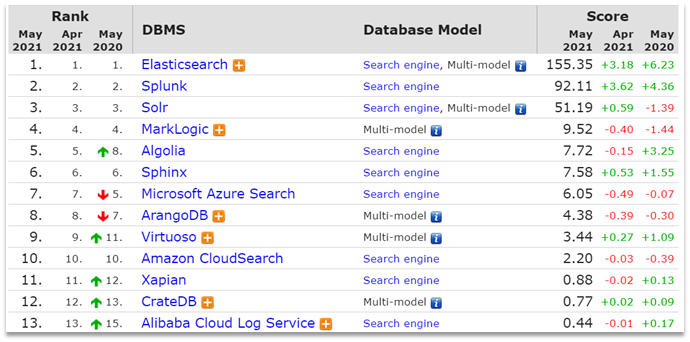 Rank DBMS Database Model Score
May 2021 Apr 2021 May 2020 May 2021 Apr 2021 May 2020
1. 1. 1. Elasticsearch Search engine, Multi-model i 155.35 +3.18 +6.23
2. 2. 2. Splunk Search engine 92.11 +3.62 +4.36
3. 3. 3. Solr Search engine, Multi-model i 51.19 +0.59 -1.39
4. 4. 4. MarkLogic Multi-model i 9.52 -0.40 -1.44
5. 5. 8. Algolia Search engine 7.72 -0.15 +3.25
6. 6. 6. Sphinx Search engine 7.58 +0.53 +1.55
7. 7. 5. Microsoft Azure Search Search engine 6.05 -0.49 -0.07
8. 8. 7. ArangoDB Multi-model i 4.38 -0.39 -0.30
9. 9. 11. Virtuoso Multi-model i 3.44 +0.27 +1.09
10. 10. 10. Amazon CloudSearch Search engine 2.20 -0.03 -0.39
11. 11. 12. Xapian Search engine 0.88 -0.02 +0.13
12. 12. 13. CrateDB Multi-model i 0.77 +0.02 +0.09
13. 13. 15. Alibaba Cloud Log Service Search engine 0.44 -0.01 +0.17